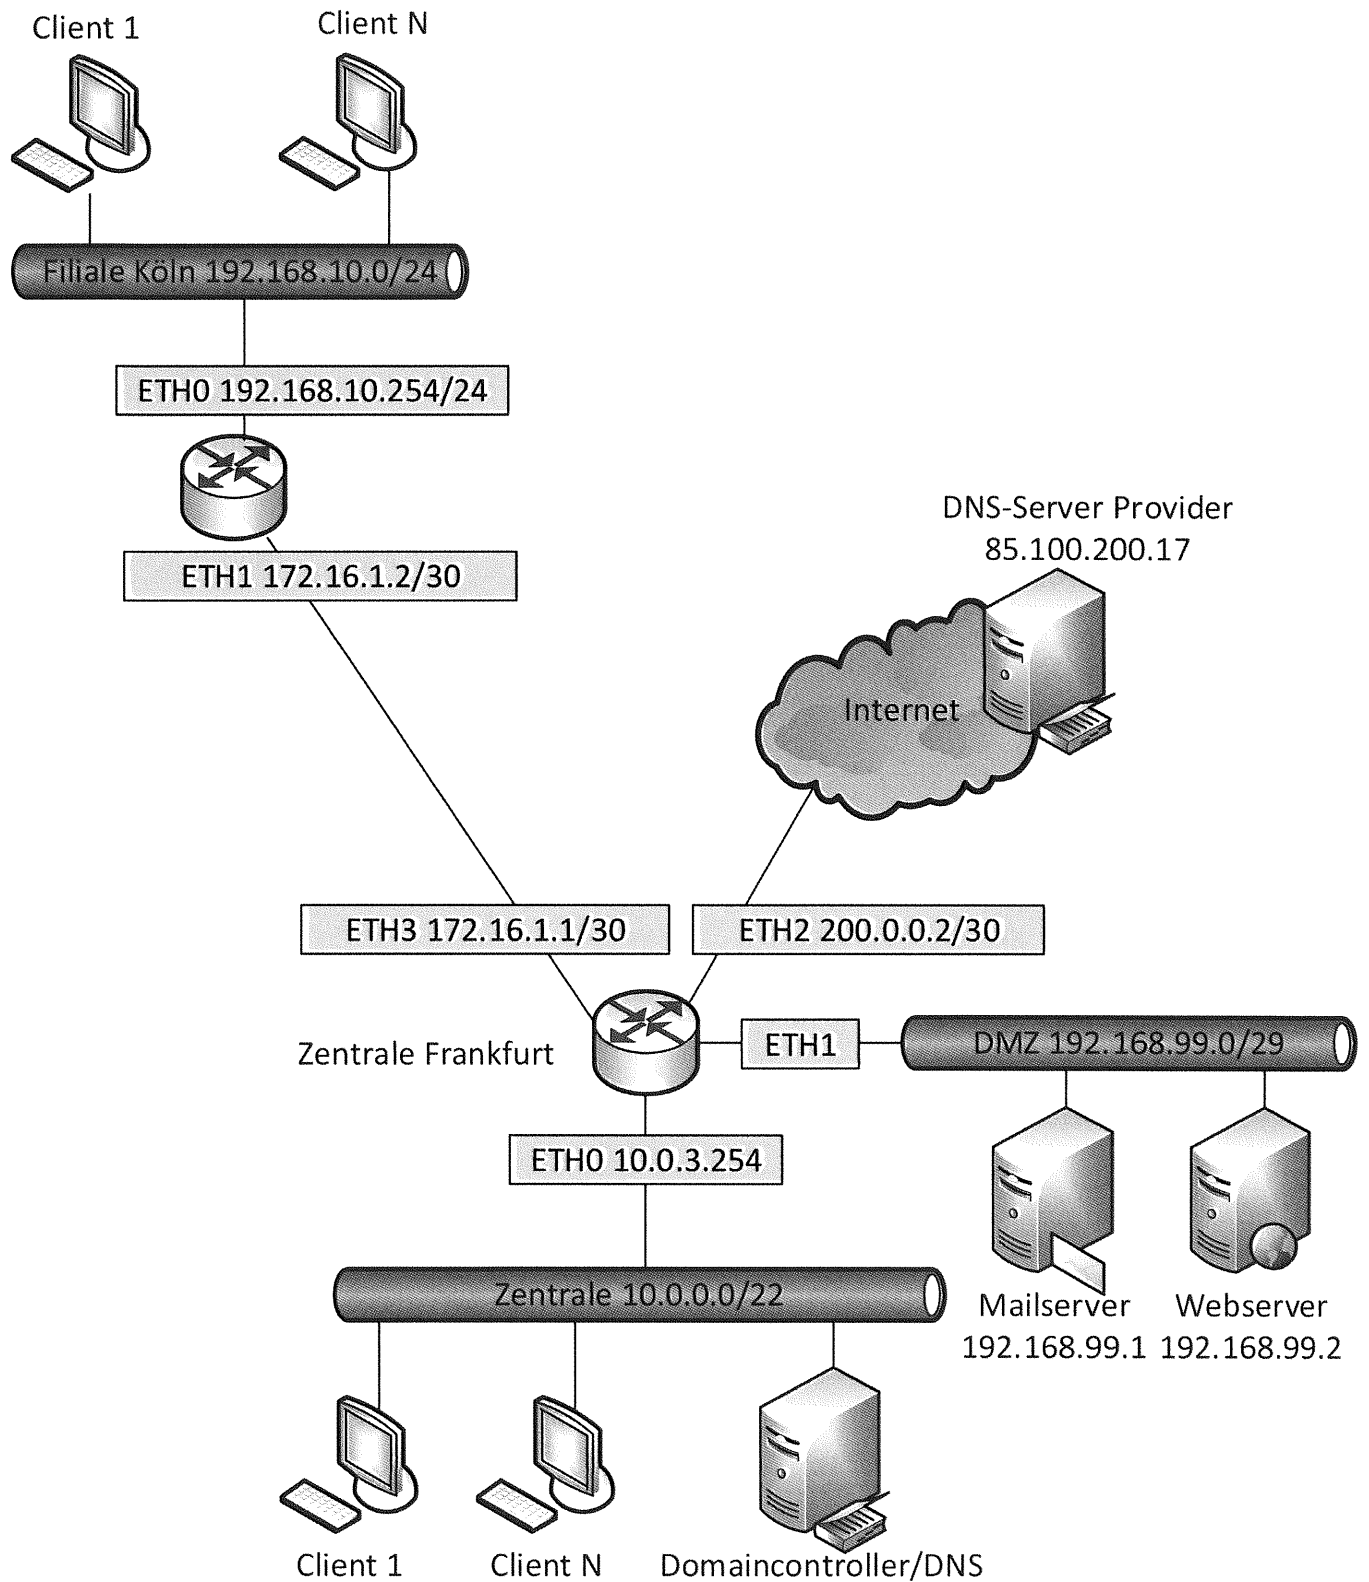 Client 1
Client N
Filiale Köln 192.168.10.0/24
ETH0 192.168.10.254/24
ETH1 172.16.1.2/30
DNS-Server Provider
85.100.200.17
Internet
ETH3 172.16.1.1/30
ETH2 200.0.0.2/30
Zentrale Frankfurt
ETH1
DMZ 192.168.99.0/29
ETH0 10.0.3.254
Zentrale 10.0.0.0/22
Mailserver
192.168.99.1
Webserver
192.168.99.2
Client 1
Client N
Domaincontroller/DNS